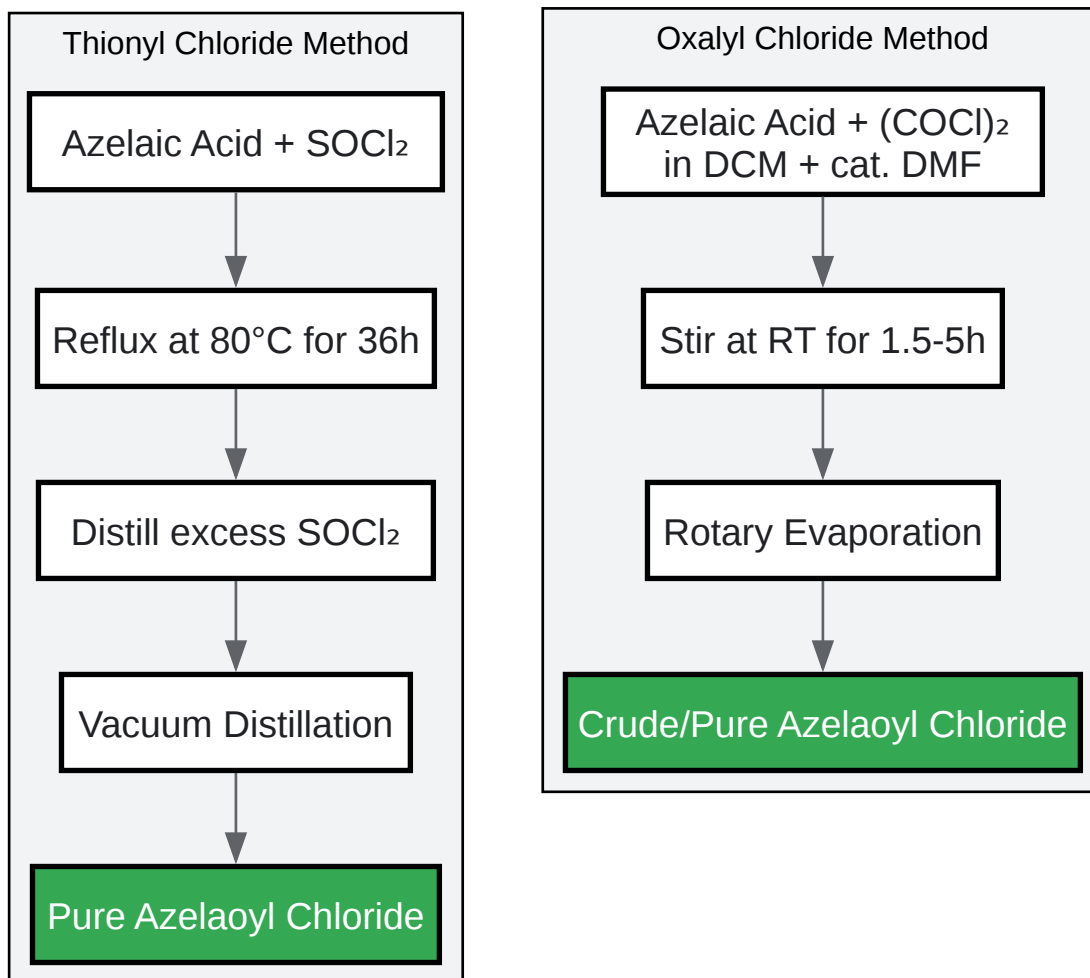 Thionyl Chloride Method
Azelaic Acid + SOCl₂
Reflux at 80°C for 36h
Distill excess SOCl₂
Vacuum Distillation
Pure Azelaoyl Chloride
Oxalyl Chloride Method
Azelaic Acid + (COCl)₂
in DCM + cat. DMF
Stir at RT for 1.5-5h
Rotary Evaporation
Crude/Pure Azelaoyl Chloride